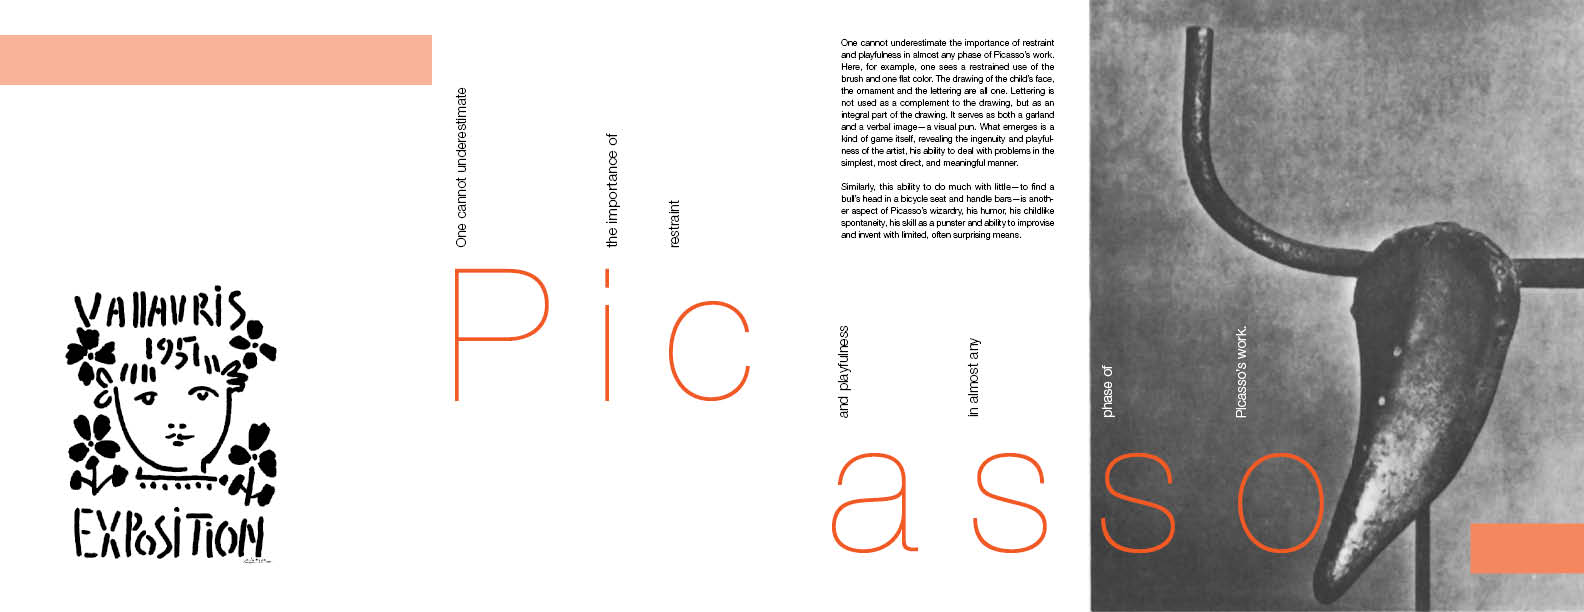 VAllAURiS
1951
EXPoSiTioN
One cannot underestimate
the importance of
restraint
Pic
One cannot underestimate the importance of restraint
and playfulness in almost any phase of Picasso's work.
Here, for example, one sees a restrained use of the
brush and one flat color. The drawing of the child's face,
the ornament and the lettering are all one. Lettering is
not used as a complement to the drawing, but as an
integral part of the drawing. It serves as both a garland
and a verbal image—a visual pun. What emerges is a
kind of game itself, revealing the ingenuity and playful-
ness of the artist, his ability to deal with problems in the
simplest, most direct, and meaningful manner.
Similarly, this ability to do much with little—to find a
bull's head in a bicycle seat and handle bars—is anoth-
er aspect of Picasso's wizardry, his humor, his childlike
spontaneity, his skill as a punster and ability to improvise
and invent with limited, often surprising means.
and playfulness
in almost any
phase of
Picasso's work.
asso